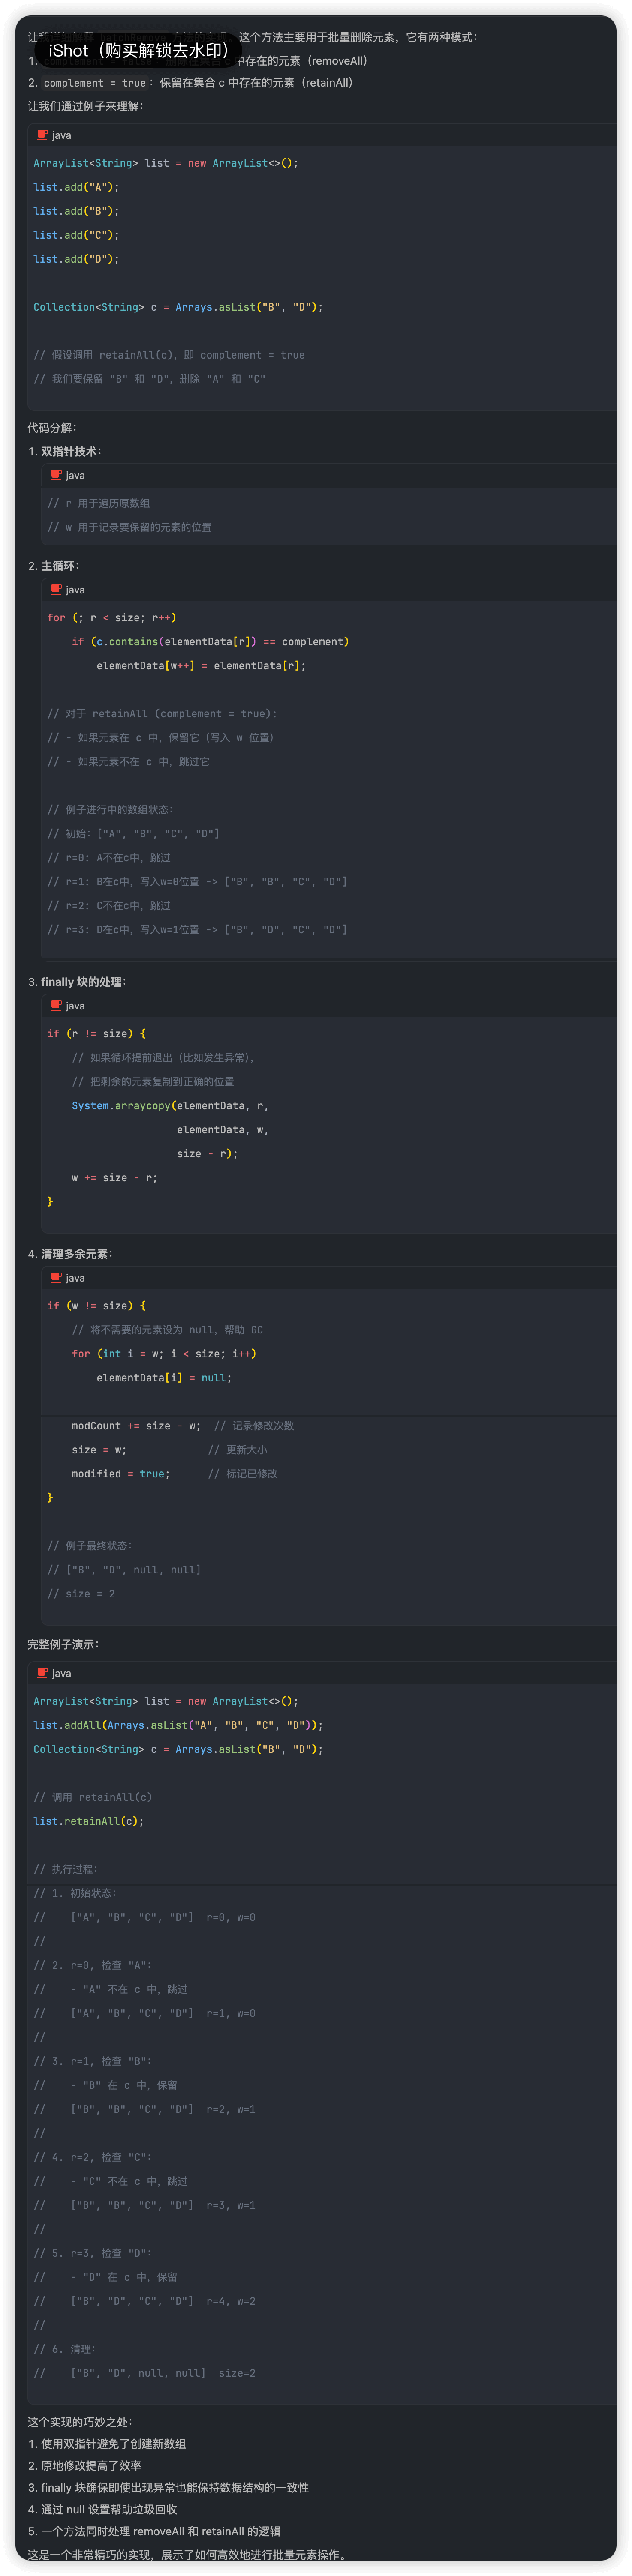 iShot（购买解锁去水印）
这个方法主要用于批量删除元素，它有两种模式：
1. 中存在的元素（removeAll）
2. complement = true：保留在集合 c 中存在的元素（retainAll）
让我们通过例子来理解：
java
ArrayList<String> list = new ArrayList<>();
list.add("A");
list.add("B");
list.add("C");
list.add("D");
Collection<String> c = Arrays.asList("B", "D");
// 假设调用 retainAll(c)，即 complement = true
// 我们要保留 "B" 和 "D"，删除 "A" 和 "C"
代码分解：
1. 双指针技术：
java
// r 用于遍历原数组
// w 用于记录要保留的元素的位置
2. 主循环：
java
for (; r < size; r++)
if (c.contains(elementData[r]) == complement)
elementData[w++] = elementData[r];
// 对于 retainAll (complement = true)：
// - 如果元素在 c 中，保留它（写入 w 位置）
// - 如果元素不在 c 中，跳过它
// 例子进行中的数组状态：
// 初始：["A", "B", "C", "D"]
// r=0: A不在c中，跳过
// r=1: B在c中，写入w=0位置 -> ["B", "B", "C", "D"]
// r=2: C不在c中，跳过
// r=3: D在c中，写入w=1位置 -> ["B", "D", "C", "D"]
3. finally 块的处理：
java
if (r != size) {
// 如果循环提前退出（比如发生异常），
// 把剩余的元素复制到正确的位置
System.arraycopy(elementData, r,
elementData, w,
size - r);
w += size - r;
}
4. 清理多余元素：
java
if (w != size) {
// 将不需要的元素设为 null，帮助 GC
for (int i = w; i < size; i++)
elementData[i] = null;
modCount += size - w;  // 记录修改次数
size = w;  // 更新大小
modified = true;  // 标记已修改
}
// 例子最终状态：
// ["B", "D", null, null]
// size = 2
完整例子演示：
java
ArrayList<String> list = new ArrayList<>();
list.addAll(Arrays.asList("A", "B", "C", "D"));
Collection<String> c = Arrays.asList("B", "D");
// 调用 retainAll(c)
list.retainAll(c);
// 执行过程：
// 1. 初始状态：
//    ["A", "B", "C", "D"]  r=0, w=0
//
// 2. r=0, 检查 "A"：
//    - "A" 不在 c 中，跳过
//    ["A", "B", "C", "D"]  r=1, w=0
//
// 3. r=1, 检查 "B"：
//    - "B" 在 c 中，保留
//    ["B", "B", "C", "D"]  r=2, w=1
//
// 4. r=2, 检查 "C"：
//    - "C" 不在 c 中，跳过
//    ["B", "B", "C", "D"]  r=3, w=1
//
// 5. r=3, 检查 "D"：
//    - "D" 在 c 中，保留
//    ["B", "D", "C", "D"]  r=4, w=2
//
// 6. 清理：
//    ["B", "D", null, null]  size=2
这个实现的巧妙之处：
1. 使用双指针避免了创建新数组
2. 原地修改提高了效率
3. finally 块确保即使出现异常也能保持数据结构的一致性
4. 通过 null 设置帮助垃圾回收
5. 一个方法同时处理 removeAll 和 retainAll 的逻辑
这是一个非常精巧的实现，展示了如何高效地进行批量元素操作。